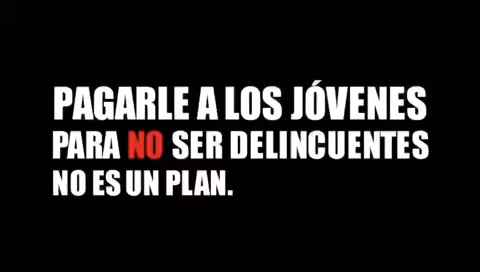 PAGARLE A LOS JÓVENES
PARA NO SER DELINCUENTES
NO ES UN PLAN.